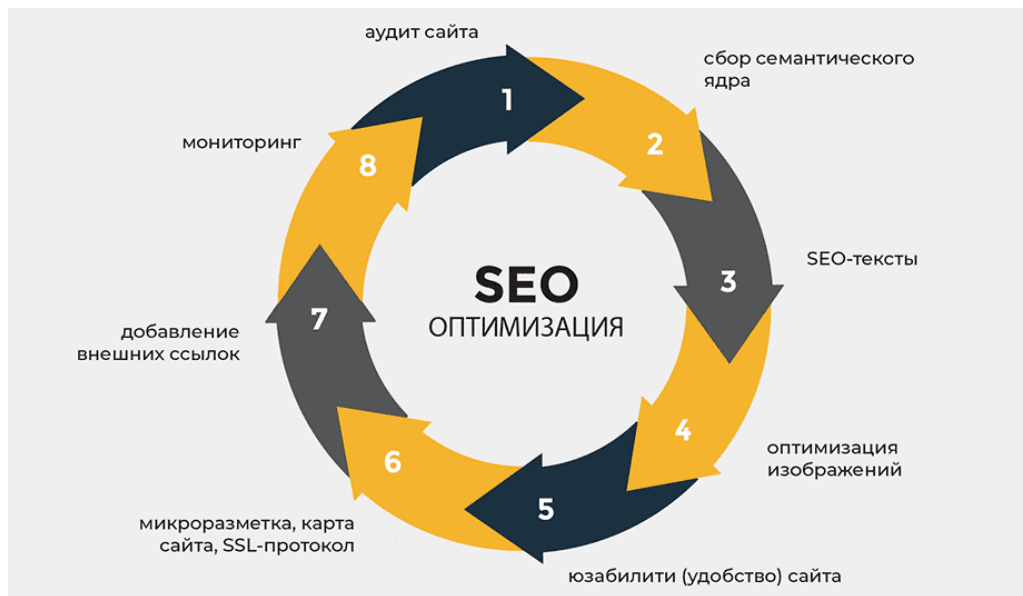 аудит сайта
1
сбор семантического
ядра
2
SEO-тексты
3
оптимизация
изображений
4
юзабилити (удобство) сайта
5
микроразметка, карта
сайта, SSL-протокол
6
добавление
внешних ссылок
7
мониторинг
8
SEO
ОПТИМИЗАЦИЯ